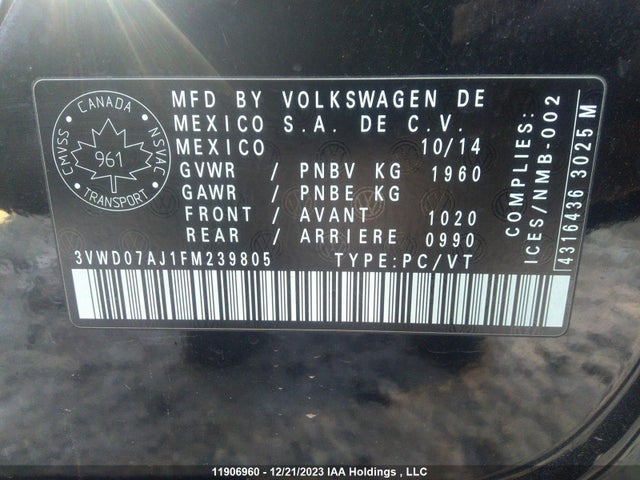 CANADA
CMVSS
NSVAC
961
TRANSPORT
MFD BY VOLKSWAGEN DE
MEXICO S.A. DE C.V.
MEXICO 10/14
GVWR / PNBV KG 1960
GAWR / PNBE KG
FRONT / AVANT 1020
REAR / ARRIERE 0990
3VWD07AJ1FM239805 TYPE:PC/VT
COMPLIES:
ICES/NMB-002
4316436 3025 M
11906960 - 12/21/2023 IAA Holdings , LLC